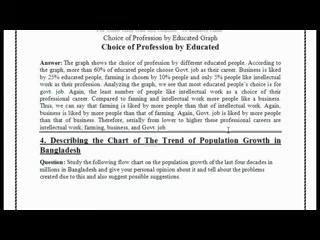 Choice of Profession by Educated Graph
Choice of Profession by Educated
Answer: The graph shows the choice of profession by different educated people. According to
the graph, more than 60% of educated people choose Govt. job as their career. Business is
liked by 25% educated people, farming is chosen by 10% people and only 5% people like intellectual
work as their profession. Analyzing the graph, we see that most educated people's choice is for
govt. job. Again, the least number of people like intellectual work as a choice of their
professional career. Compared to farming and intellectual work more people like a business.
Thus, we can say that farming is liked by more people than that of intellectual work. Again,
business is liked by more people than that of farming. Again, Govt. job is liked by more people
than that of business. Therefore, serially from lower to higher these professional careers are
intellectual work, farming, business, and Govt. job
4. Describing the Chart of The Trend of Population Growth in
Bangladesh
Question: Study the following flow chart on the population growth of the last four decades in
millions in Bangladesh and give your personal opinion about it and tell about the problems
created due to this and also suggest possible suggestions.